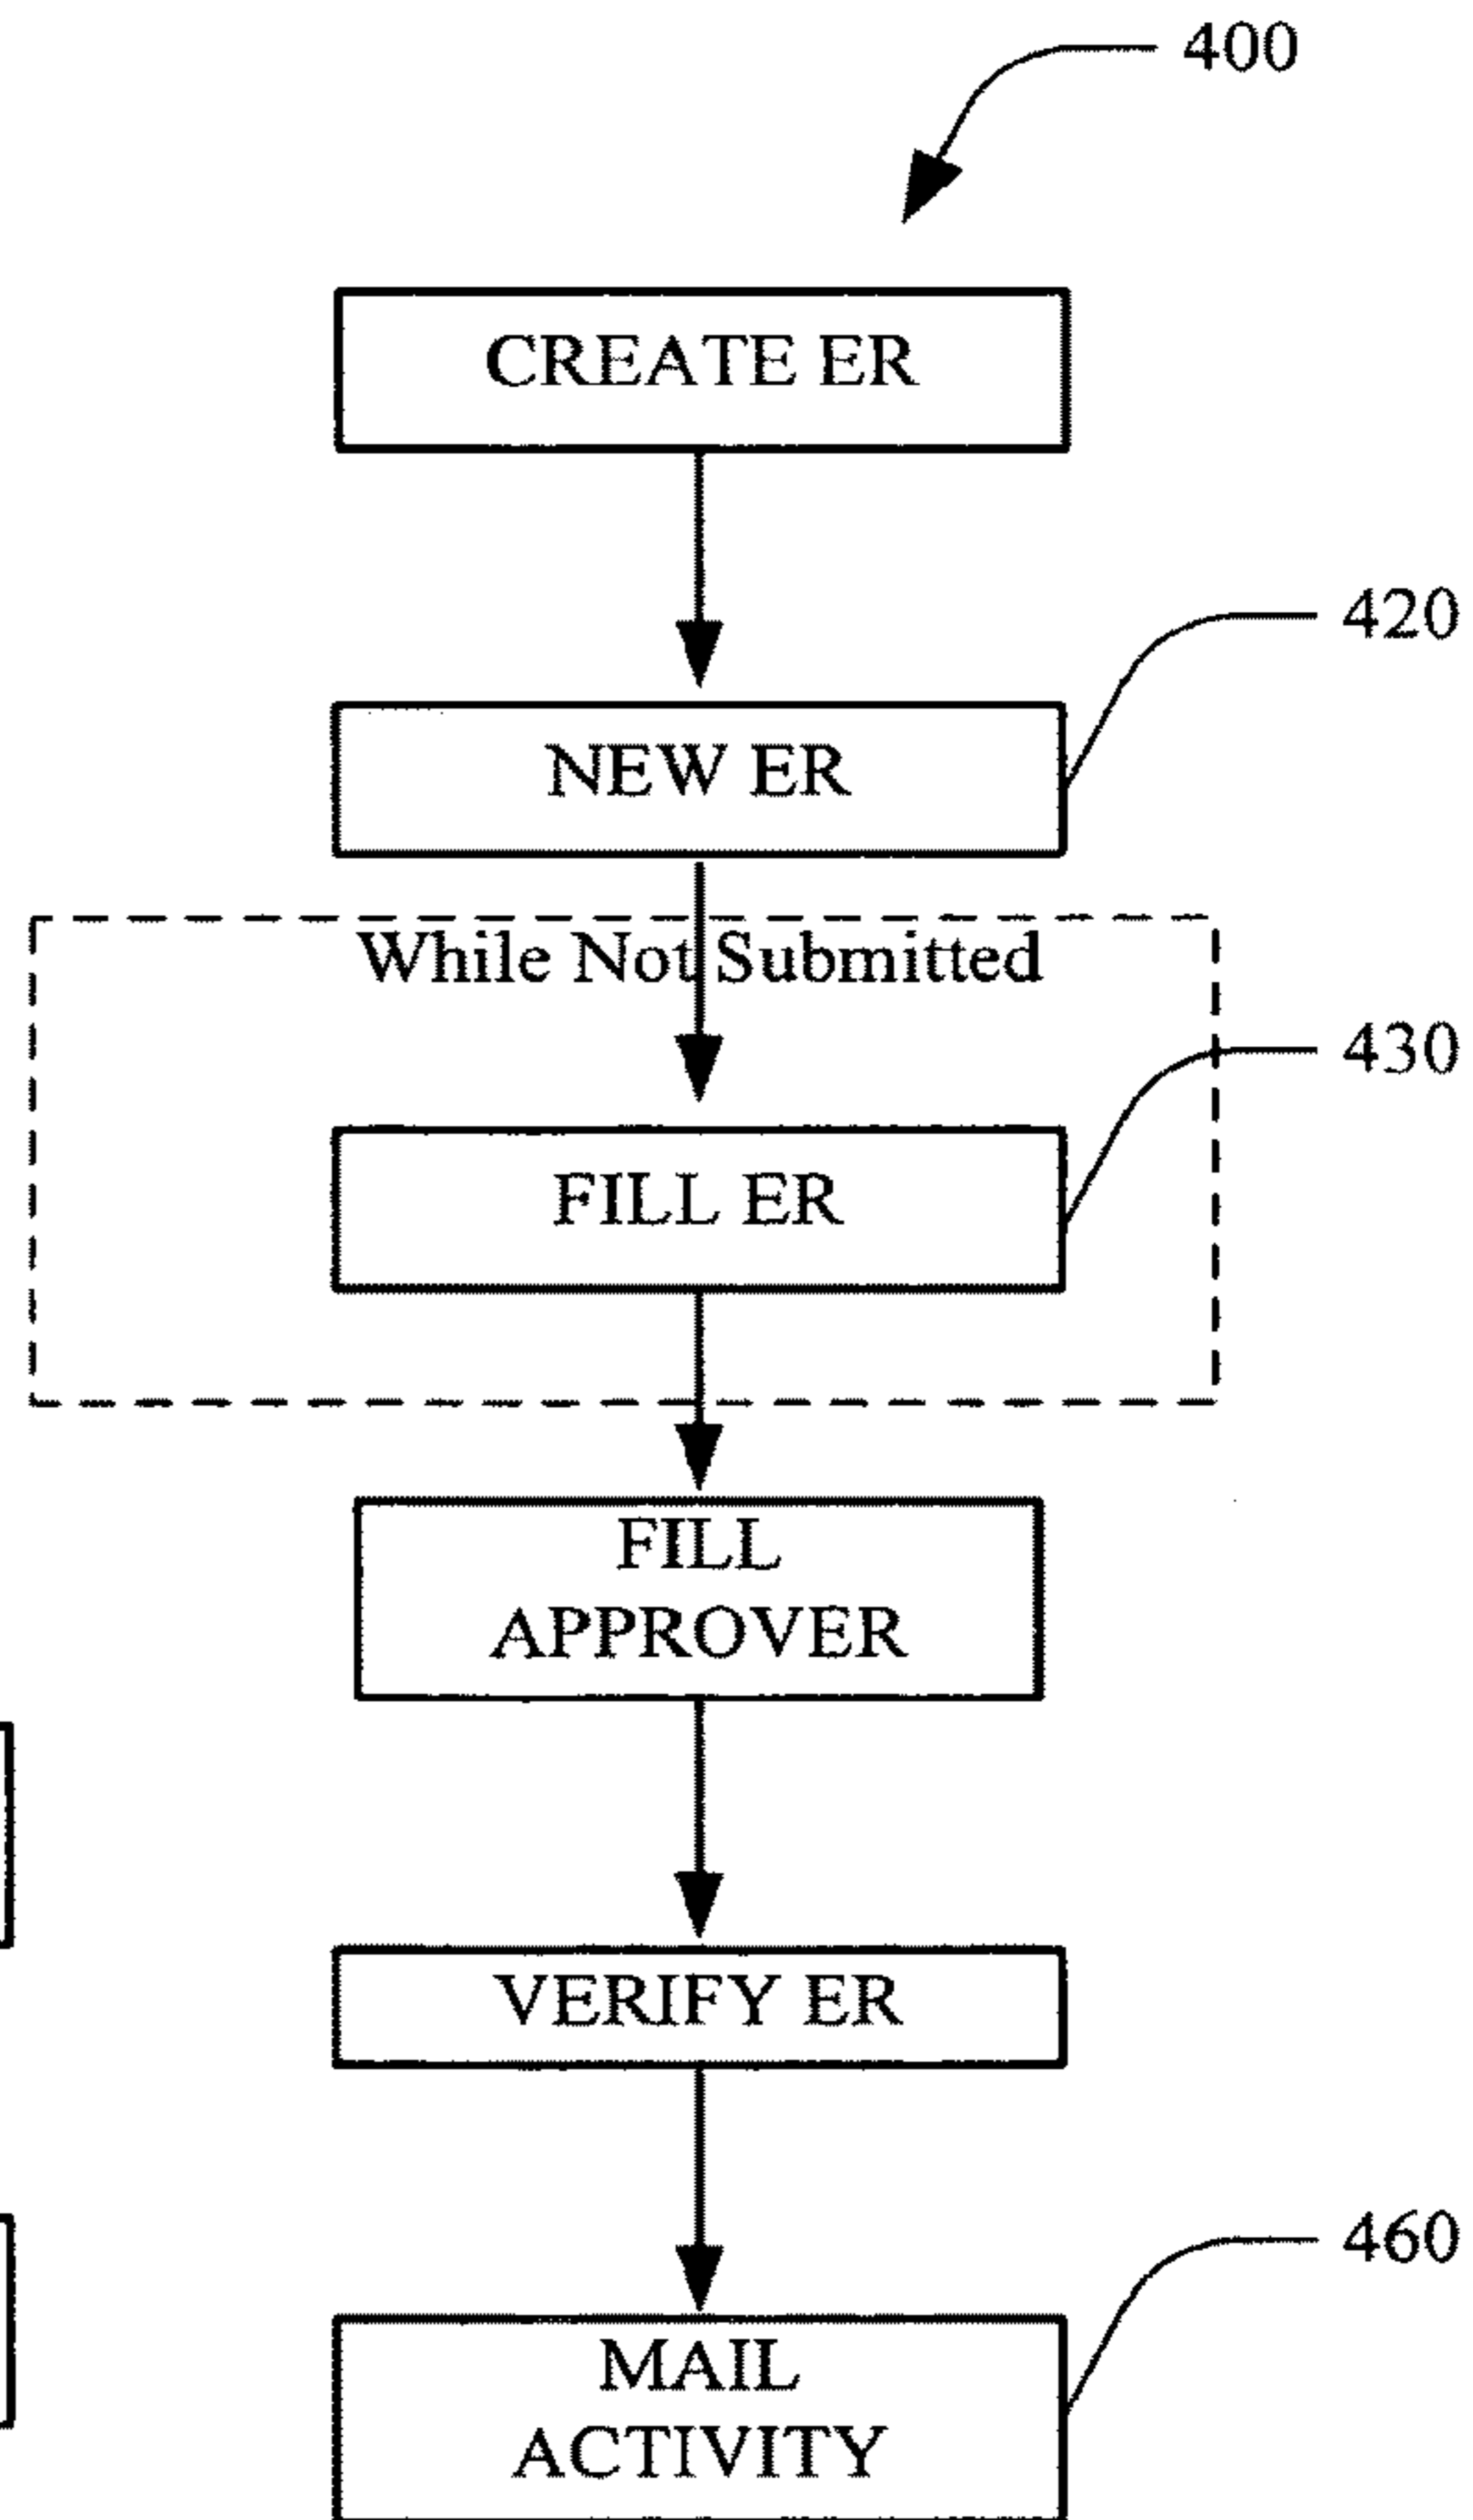 400
CREATE ER
420
NEW ER
While Not Submitted
430
FILL ER
FILL
APPROVER
VERIFY ER
460
MAIL
ACTIVITY